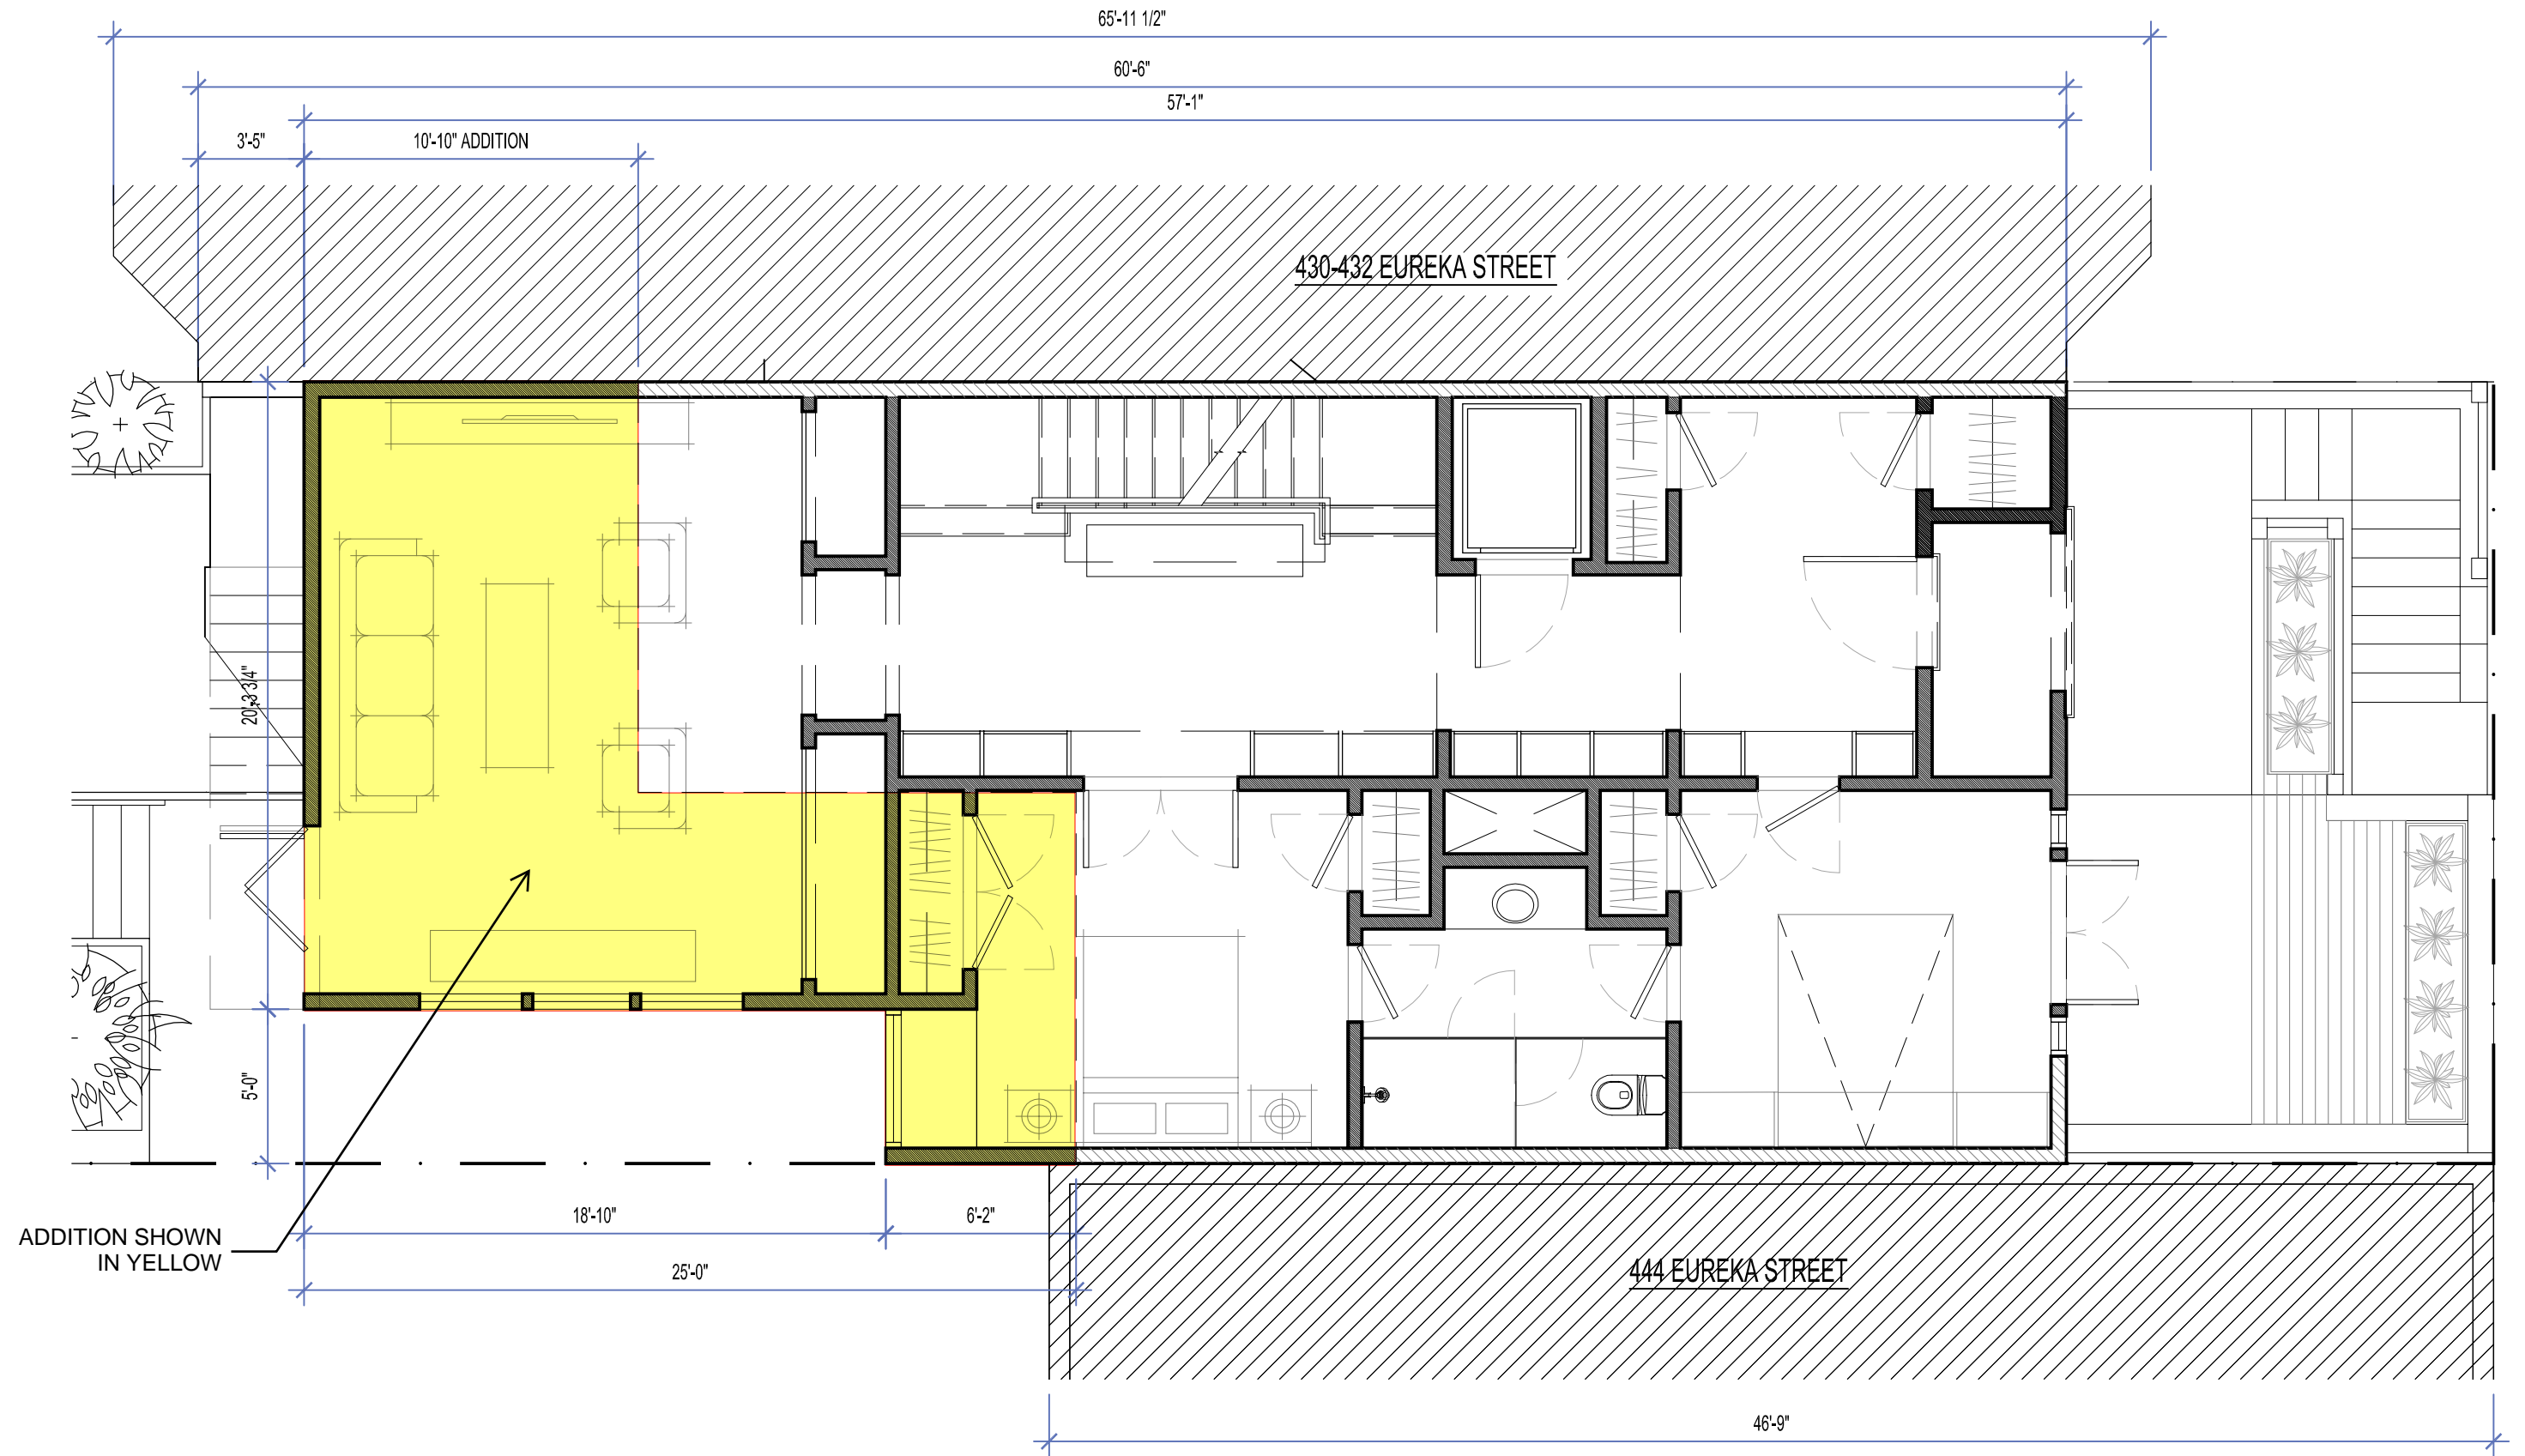 65'-11 1/2"
60'-6"
57'-1"
3'-5"
10'-10" ADDITION
430-432 EUREKA STREET
20'-3 3/4"
5'-0"
18'-10"
6'-2"
ADDITION SHOWN
IN YELLOW
25'-0"
444 EUREKA STREET
46'-9"